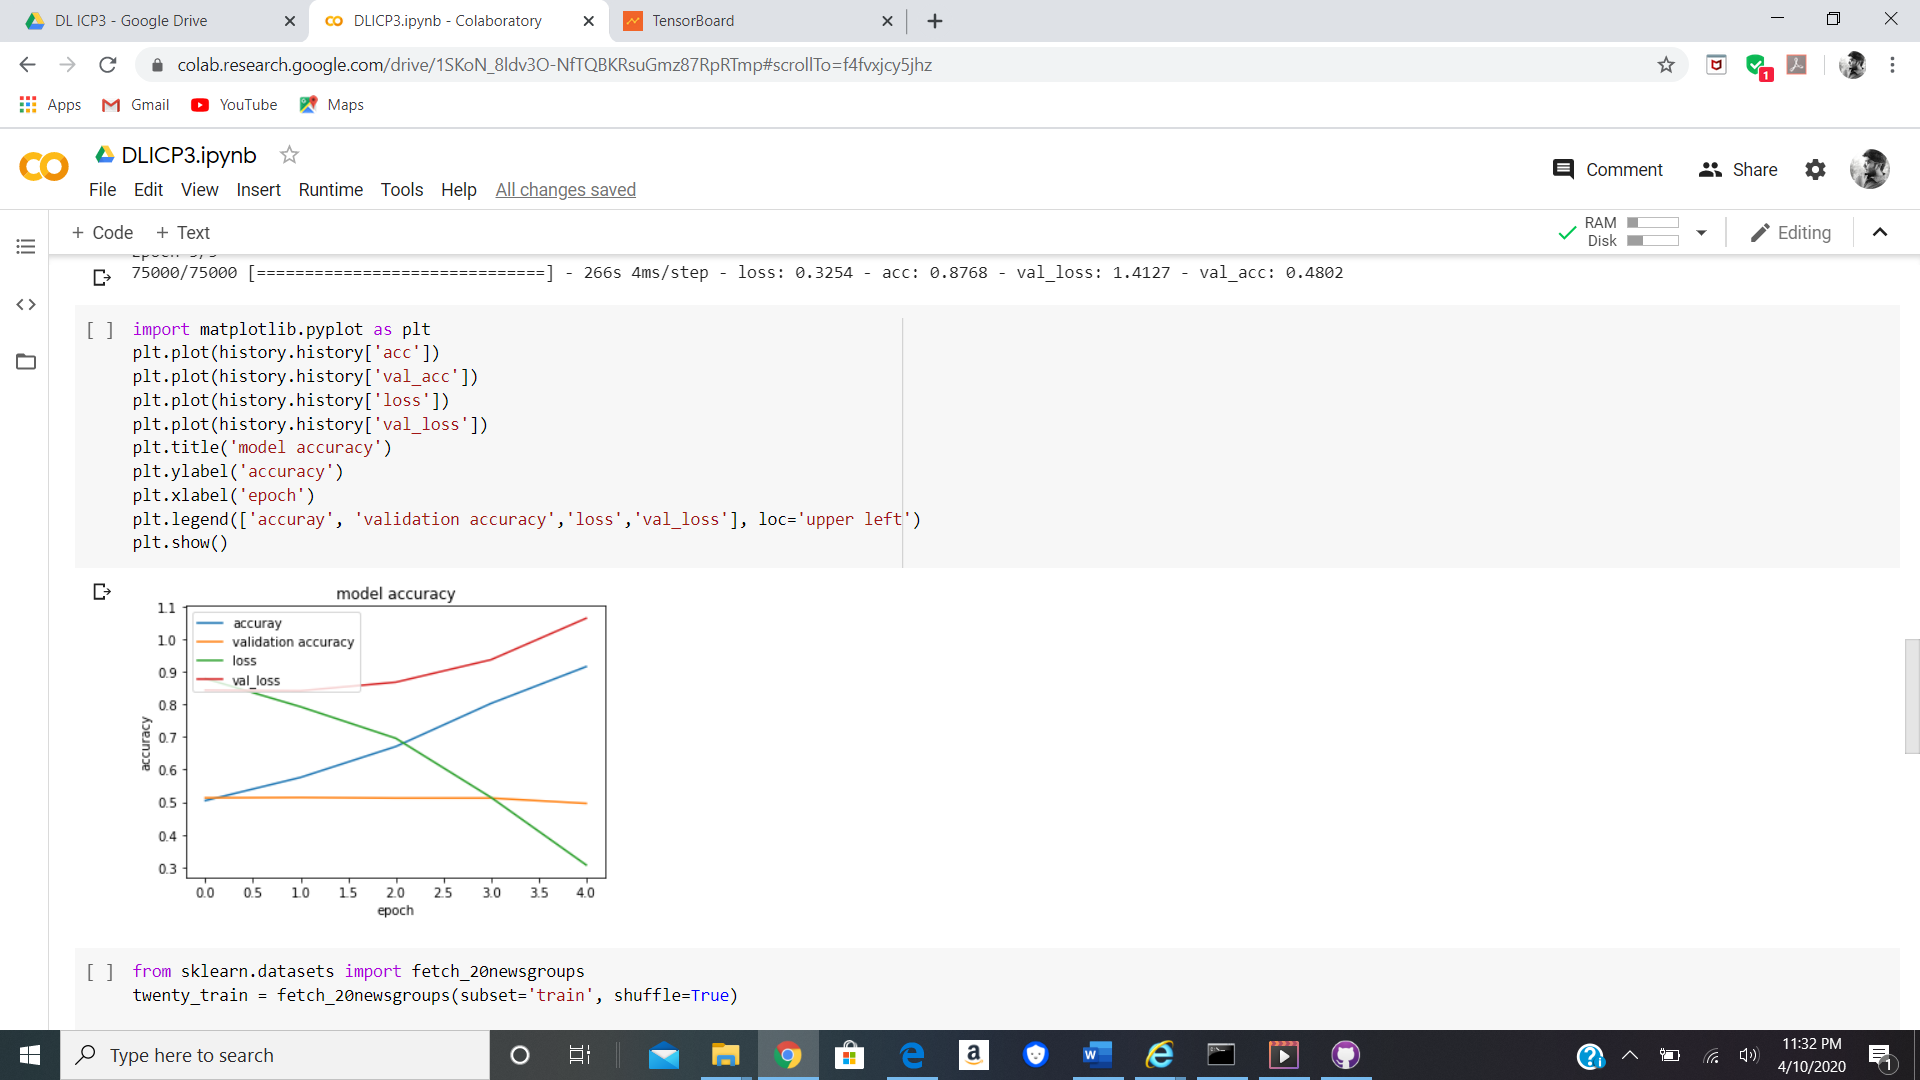 DL ICP3 - Google Drive
DLICP3.ipynb - Colaboratory
TensorBoard
colab.research.google.com/drive/1SKoN_8ldv3O-NfTQBKRsuGmz87RpRTmp#scrollTo=f4fvxjcy5jhz
1
Apps
Gmail
YouTube
Maps
DLICP3.ipynb
File Edit View Insert Runtime Tools Help All changes saved
Comment
Share
+ Code + Text
RAM
Disk
Editing
75000/75000 [==============================] - 266s 4ms/step - loss: 0.3254 - acc: 0.8768 - val_loss: 1.4127 - val_acc: 0.4802
[ ] import matplotlib.pyplot as plt
plt.plot(history.history['acc'])
plt.plot(history.history['val_acc'])
plt.plot(history.history['loss'])
plt.plot(history.history['val_loss'])
plt.title('model accuracy')
plt.ylabel('accuracy')
plt.xlabel('epoch')
plt.legend(['accuray', 'validation accuracy','loss','val_loss'], loc='upper left')
plt.show()
model accuracy
1.1
1.0
0.9
0.8
0.7
0.6
0.5
0.4
0.3
accuracy
accuray
validation accuracy
loss
val_loss
0.0 0.5 1.0 1.5 2.0 2.5 3.0 3.5 4.0
epoch
[ ] from sklearn.datasets import fetch_20newsgroups
twenty_train = fetch_20newsgroups(subset='train', shuffle=True)
Type here to search
11:32 PM
4/10/2020
1